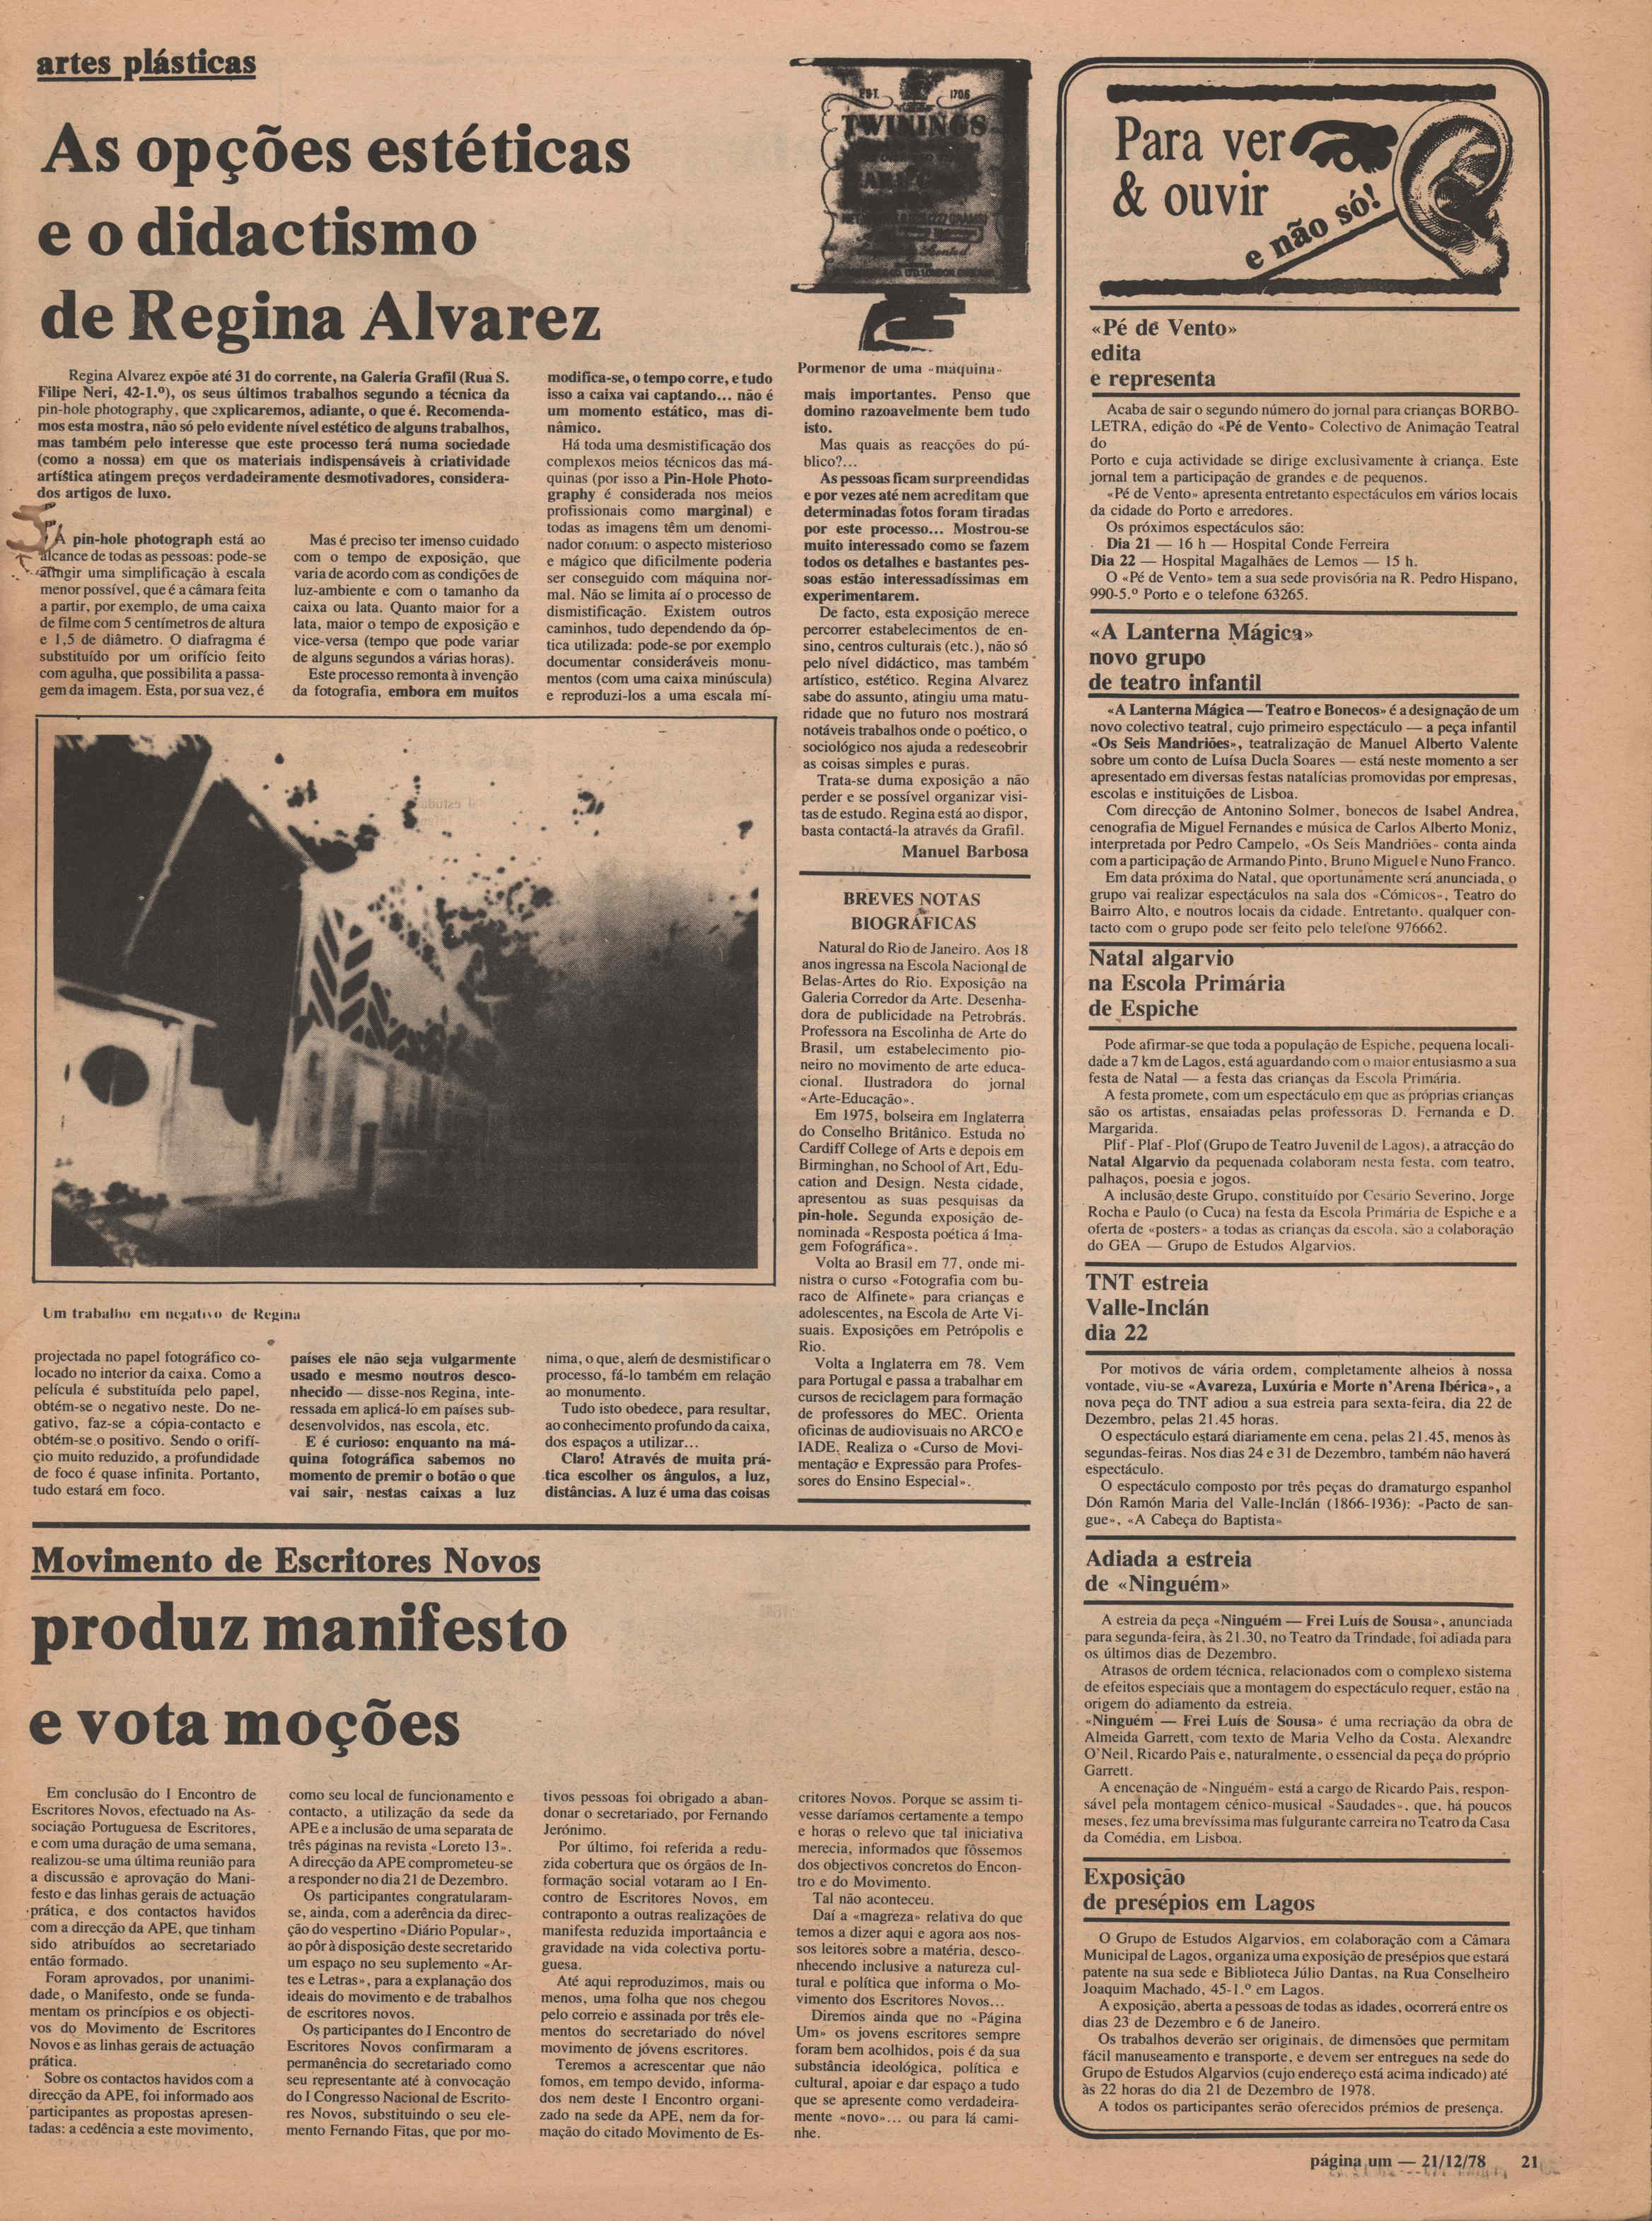 artes plásticas
As opções estéticas
e o didactismo
de Regina Alvarez
Regina Alvarez expõe até 31 do corrente, na Galeria Grafil (Rua S.
Filipe Neri, 42-1.º), os seus últimos trabalhos segundo a técnica da
pin-hole photography, que explicaremos, adiante, o que é. Recomenda-
mos esta mostra, não só pelo evidente nível estético de alguns trabalhos,
mas também pelo interesse que este processo terá numa sociedade
(como a nossa) em que os materiais indispensáveis à criatividade
artística atingem preços verdadeiramente desmotivadores, considera-
dos artigos de luxo.
A pin-hole photograph está ao
alcance de todas as pessoas: pode-se
atingir uma simplificação à escala
menor possível, que é a câmara feita
a partir, por exemplo, de uma caixa
de filme com 5 centímetros de altura
e 1,5 de diâmetro. O diafragma é
substituído por um orifício feito
com agulha, que possibilita a passa-
gem da imagem. Esta, por sua vez, é
projectada no papel fotográfico co-
locado no interior da caixa. Como a
película é substituída pelo papel,
obtém-se o negativo neste. Do ne-
gativo, faz-se a cópia-contacto e
obtém-se o positivo. Sendo o orifí-
cio muito reduzido, a profundidade
de foco é quase infinita. Portanto,
tudo estará em foco.
Mas é preciso ter imenso cuidado
com o tempo de exposição, que
varia de acordo com as condições de
luz-ambiente e com o tamanho da
caixa ou lata. Quanto maior for a
lata, maior o tempo de exposição e
vice-versa (tempo que pode variar
de alguns segundos a várias horas).
Este processo remonta à invenção
da fotografia, embora em muitos
países ele não seja vulgarmente
usado e mesmo noutros desco-
nhecido — disse-nos Regina, inte-
ressada em aplicá-lo em países sub-
desenvolvidos, nas escola, etc.
E é curioso: enquanto na má-
quina fotográfica sabemos no
momento de premir o botão o que
vai sair, nestas caixas a luz
modifica-se, o tempo corre, e tudo
isso a caixa vai captando... não é
um momento estático, mas di-
nâmico.
Há toda uma desmistificação dos
complexos meios técnicos das má-
quinas (por isso a Pin-Hole Photo-
graphy é considerada nos meios
profissionais como marginal) e
todas as imagens têm um denomi-
nador comum: o aspecto misterioso
e mágico que dificilmente poderia
ser conseguido com máquina nor-
mal. Não se limita aí o processo de
dismistificação. Existem outros
caminhos, tudo dependendo da óp-
tica utilizada: pode-se por exemplo
documentar consideráveis monu-
mentos (com uma caixa minúscula)
e reproduzi-los a uma escala mí-
nima, o que, alem de desmistificar o
processo, fá-lo também em relação
ao monumento.
Tudo isto obedece, para resultar,
ao conhecimento profundo da caixa,
dos espaços a utilizar...
Claro! Através de muita prá-
tica escolher os ângulos, a luz,
distâncias. A luz é uma das coisas
Um trabalho em negativo de Regina
EST. 1706
TWININGS
Pormenor de uma «maquina»
mais importantes. Penso que
domino razoavelmente bem tudo
isto.
Mas quais as reacções do pú-
blico?...
As pessoas ficam surpreendidas
e por vezes até nem acreditam que
determinadas fotos foram tiradas
por este processo... Mostrou-se
muito interessado como se fazem
todos os detalhes e bastantes pes-
soas estão interessadíssimas em
experimentarem.
De facto, esta exposição merece
percorrer estabelecimentos de en-
sino, centros culturais (etc.), não só
pelo nível didáctico, mas também
artístico, estético. Regina Alvarez
sabe do assunto, atingiu uma matu-
ridade que no futuro nos mostrará
notáveis trabalhos onde o poético, o
sociológico nos ajuda a redescobrir
as coisas simples e puras.
Trata-se duma exposição a não
perder e se possível organizar visi-
tas de estudo. Regina está ao dispor,
basta contactá-la através da Grafil.
Manuel Barbosa
BREVES NOTAS
BIOGRÁFICAS
Natural do Rio de Janeiro. Aos 18
anos ingressa na Escola Nacional de
Belas-Artes do Rio. Exposição na
Galeria Corredor da Arte. Desenha-
dora de publicidade na Petrobrás.
Professora na Escolinha de Arte do
Brasil, um estabelecimento pio-
neiro no movimento de arte educa-
cional. Ilustradora do jornal
«Arte-Educação».
Em 1975, bolseira em Inglaterra
do Conselho Britânico. Estuda no
Cardiff College of Arts e depois em
Birminghan, no School of Art, Edu-
cation and Design. Nesta cidade,
apresentou as suas pesquisas da
pin-hole. Segunda exposição de-
nominada «Resposta poética á Ima-
gem Fofográfica».
Volta ao Brasil em 77, onde mi-
nistra o curso «Fotografia com bu-
raco de Alfinete» para crianças e
adolescentes, na Escola de Arte Vi-
suais. Exposições em Petrópolis e
Rio.
Volta a Inglaterra em 78. Vem
para Portugal e passa a trabalhar em
cursos de reciclagem para formação
de professores do MEC. Orienta
oficinas de audiovisuais no ARCO e
IADE. Realiza o «Curso de Movi-
mentação e Expressão para Profes-
sores do Ensino Especial».
Movimento de Escritores Novos
produz manifesto
e vota moções
Em conclusão do I Encontro de
Escritores Novos, efectuado na As-
sociação Portuguesa de Escritores,
e com uma duração de uma semana,
realizou-se uma última reunião para
a discussão e aprovação do Mani-
festo e das linhas gerais de actuação
prática, e dos contactos havidos
com a direcção da APE, que tinham
sido atribuídos ao secretariado
então formado.
Foram aprovados, por unanimi-
dade, o Manifesto, onde se funda-
mentam os princípios e os objecti-
vos do Movimento de Escritores
Novos e as linhas gerais de actuação
prática.
Sobre os contactos havidos com a
direcção da APE, foi informado aos
participantes as propostas apresen-
tadas: a cedência a este movimento,
como seu local de funcionamento e
contacto, a utilização da sede da
APE e a inclusão de uma separata de
três páginas na revista «Loreto 13».
A direcção da APE comprometeu-se
a responder no dia 21 de Dezembro.
Os participantes congratularam-
se, ainda, com a aderência da direc-
ção do vespertino «Diário Popular»,
ao pôr à disposição deste secretarido
um espaço no seu suplemento «Ar-
tes e Letras», para a explanação dos
ideais do movimento e de trabalhos
de escritores novos.
Os participantes do I Encontro de
Escritores Novos confirmaram a
permanência do secretariado como
seu representante até à convocação
do I Congresso Nacional de Escrito-
res Novos, substituindo o seu ele-
mento Fernando Fitas, que por mo-
tivos pessoas foi obrigado a aban-
donar o secretariado, por Fernando
Jerónimo.
Por último, foi referida a redu-
zida cobertura que os órgãos de In-
formação social votaram ao I En-
contro de Escritores Novos, em
contraponto a outras realizações de
manifesta reduzida importaância e
gravidade na vida colectiva portu-
guesa.
Até aqui reproduzimos, mais ou
menos, uma folha que nos chegou
pelo correio e assinada por três ele-
mentos do secretariado do nóvel
movimento de jóvens escritores.
Teremos a acrescentar que não
fomos, em tempo devido, informa-
dos nem deste I Encontro organi-
zado na sede da APE, nem da for-
mação do citado Movimento de Es-
critores Novos. Porque se assim ti-
vesse daríamos certamente a tempo
e horas o relevo que tal iniciativa
merecia, informados que fôssemos
dos objectivos concretos do Encon-
tro e do Movimento.
Tal não aconteceu.
Daí a «magreza» relativa do que
temos a dizer aqui e agora aos nos-
sos leitores sobre a matéria, desco-
nhecendo inclusive a natureza cul-
tural e política que informa o Mo-
vimento dos Escritores Novos...
Diremos ainda que no «Página
Um» os jovens escritores sempre
foram bem acolhidos, pois é da sua
substância ideológica, política e
cultural, apoiar e dar espaço a tudo
que se apresente como verdadeira-
mente «novo»... ou para lá cami-
nhe.
Para ver
& ouvir
e não só!
«Pé de Vento»
edita
e representa
Acaba de sair o segundo número do jornal para crianças BORBO-
LETRA, edição do «Pé de Vento» Colectivo de Animação Teatral
do
Porto e cuja actividade se dirige exclusivamente à criança. Este
jornal tem a participação de grandes e de pequenos.
«Pé de Vento» apresenta entretanto espectáculos em vários locais
da cidade do Porto e arredores.
Os próximos espectáculos são:
Dia 21 — 16 h — Hospital Conde Ferreira
Dia 22 — Hospital Magalhães de Lemos — 15 h.
O «Pé de Vento» tem a sua sede provisória na R. Pedro Hispano,
990-5.º Porto e o telefone 63265.
«A Lanterna Mágica»
novo grupo
de teatro infantil
«A Lanterna Mágica — Teatro e Bonecos» é a designação de um
novo colectivo teatral, cujo primeiro espectáculo — a peça infantil
«Os Seis Mandriões», teatralização de Manuel Alberto Valente
sobre um conto de Luísa Ducla Soares — está neste momento a ser
apresentado em diversas festas natalícias promovidas por empresas,
escolas e instituições de Lisboa.
Com direcção de Antonino Solmer, bonecos de Isabel Andrea,
cenografia de Miguel Fernandes e música de Carlos Alberto Moniz,
interpretada por Pedro Campelo, «Os Seis Mandriões» conta ainda
com a participação de Armando Pinto, Bruno Miguel e Nuno Franco.
Em data próxima do Natal, que oportunamente será anunciada, o
grupo vai realizar espectáculos na sala dos «Cómicos», Teatro do
Bairro Alto, e noutros locais da cidade. Entretanto, qualquer con-
tacto com o grupo pode ser feito pelo telefone 976662.
Natal algarvio
na Escola Primária
de Espiche
Pode afirmar-se que toda a população de Espiche, pequena locali-
dade a 7 km de Lagos, está aguardando com o maior entusiasmo a sua
festa de Natal — a festa das crianças da Escola Primária.
A festa promete, com um espectáculo em que as próprias crianças
são os artistas, ensaiadas pelas professoras D. Fernanda e D.
Margarida.
Plif - Plaf - Plof (Grupo de Teatro Juvenil de Lagos), a atracção do
Natal Algarvio da pequenada colaboram nesta festa, com teatro,
palhaços, poesia e jogos.
A inclusão deste Grupo, constituído por Cesário Severino, Jorge
Rocha e Paulo (o Cuca) na festa da Escola Primária de Espiche e a
oferta de «posters» a todas as crianças da escola, são a colaboração
do GEA — Grupo de Estudos Algarvios.
TNT estreia
Valle-Inclán
dia 22
Por motivos de vária ordem, completamente alheios à nossa
vontade, viu-se «Avareza, Luxúria e Morte n'Arena Ibérica», a
nova peça do TNT adiou a sua estreia para sexta-feira, dia 22 de
Dezembro, pelas 21.45 horas.
O espectáculo estará diariamente em cena, pelas 21.45, menos às
segundas-feiras. Nos dias 24 e 31 de Dezembro, também não haverá
espectáculo.
O espectáculo composto por três peças do dramaturgo espanhol
Dón Ramón Maria del Valle-Inclán (1866-1936): «Pacto de san-
gue», «A Cabeça do Baptista»
Adiada a estreia
de «Ninguém»
A estreia da peça «Ninguém — Frei Luís de Sousa», anunciada
para segunda-feira, às 21.30, no Teatro da Trindade, foi adiada para
os últimos dias de Dezembro.
Atrasos de ordem técnica, relacionados com o complexo sistema
de efeitos especiais que a montagem do espectáculo requer, estão na
origem do adiamento da estreia.
«Ninguém — Frei Luís de Sousa» é uma recriação da obra de
Almeida Garrett, com texto de Maria Velho da Costa, Alexandre
O'Neil, Ricardo Pais e, naturalmente, o essencial da peça do próprio
Garrett.
A encenação de «Ninguém» está a cargo de Ricardo Pais, respon-
sável pela montagem cénico-musical «Saudades», que, há poucos
meses, fez uma brevíssima mas fulgurante carreira no Teatro da Casa
da Comédia, em Lisboa.
Exposição
de presépios em Lagos
O Grupo de Estudos Algarvios, em colaboração com a Câmara
Municipal de Lagos, organiza uma exposição de presépios que estará
patente na sua sede e Biblioteca Júlio Dantas, na Rua Conselheiro
Joaquim Machado, 45-1.º em Lagos.
A exposição, aberta a pessoas de todas as idades, ocorrerá entre os
dias 23 de Dezembro e 6 de Janeiro.
Os trabalhos deverão ser originais, de dimensões que permitam
fácil manuseamento e transporte, e devem ser entregues na sede do
Grupo de Estudos Algarvios (cujo endereço está acima indicado) até
às 22 horas do dia 21 de Dezembro de 1978.
A todos os participantes serão oferecidos prémios de presença.
página um — 21/12/78 21